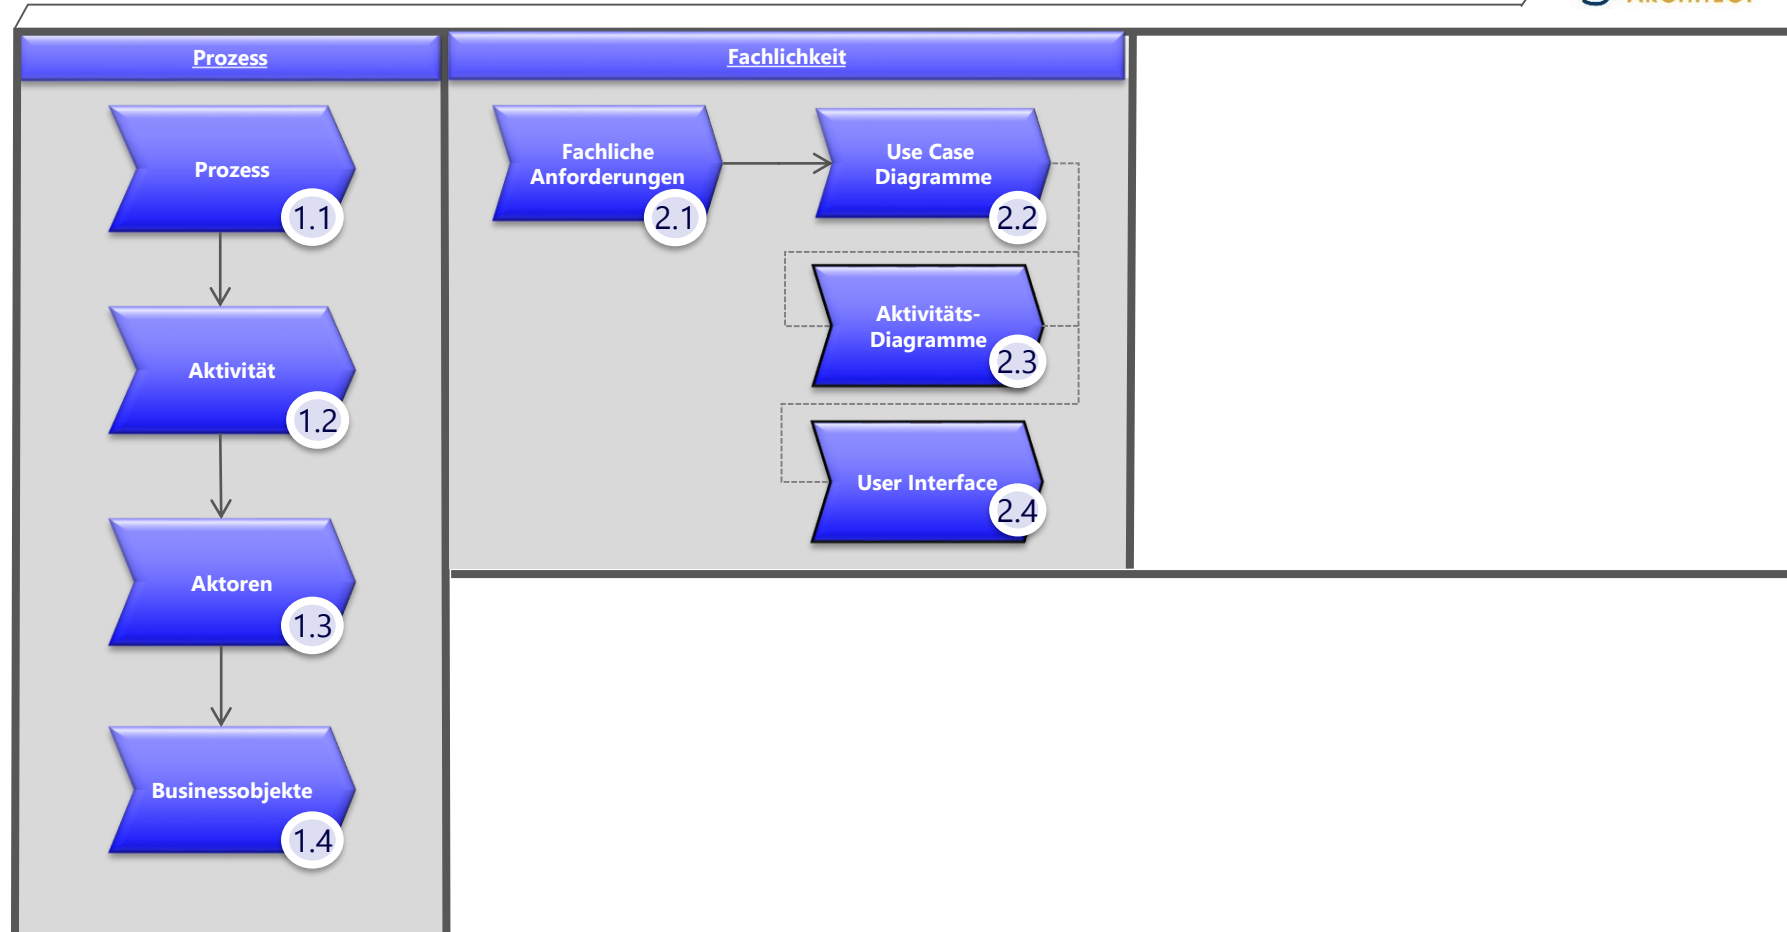 Prozess
Prozess
1.1
Aktivität
1.2
Aktoren
1.3
Businessobjekte
1.4
Fachlichkeit
Fachliche
Anforderungen
2.1
Use Case
Diagramme
2.2
Aktivitäts-
Diagramme
2.3
User Interface
2.4